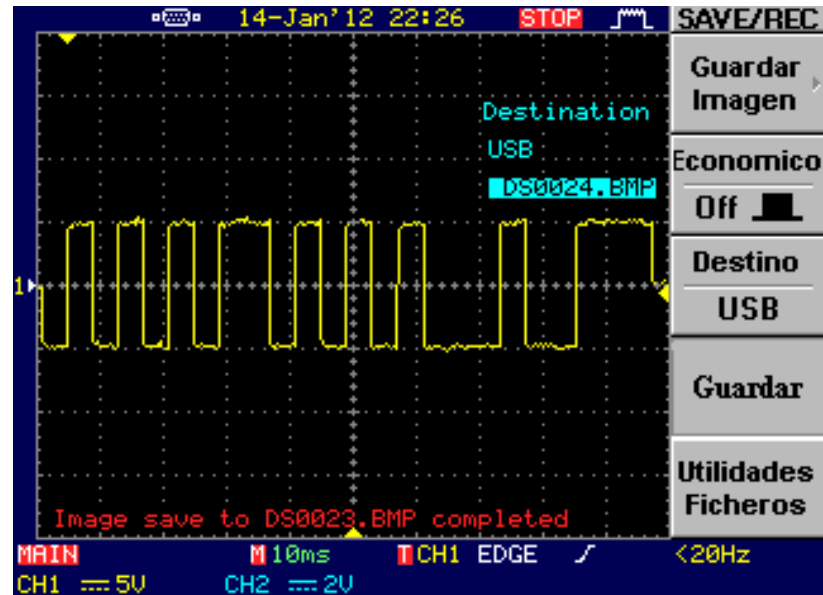 14-Jan'12 22:26 STOP SAVE/REC
Guardar
Imagen
Destination
USB
DS0024.BMP
Economico
Off
Destino
USB
1
Guardar
Utilidades
Ficheros
Image save to DS0023.BMP completed
MAIN M 10ms T CH1 EDGE <20Hz
CH1 5V CH2 2V